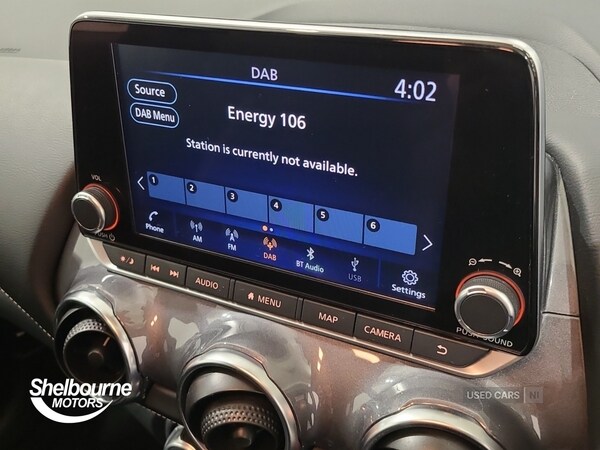 DAB
4:02
Source
DAB Menu
Energy 106
Station is currently not available.
1 2 3 4 5 6
Phone AM FM DAB BT Audio USB Settings
VOL
PUSH
AUDIO MENU MAP CAMERA
PUSH SOUND
Shelbourne
MOTORS
USED CARS NI